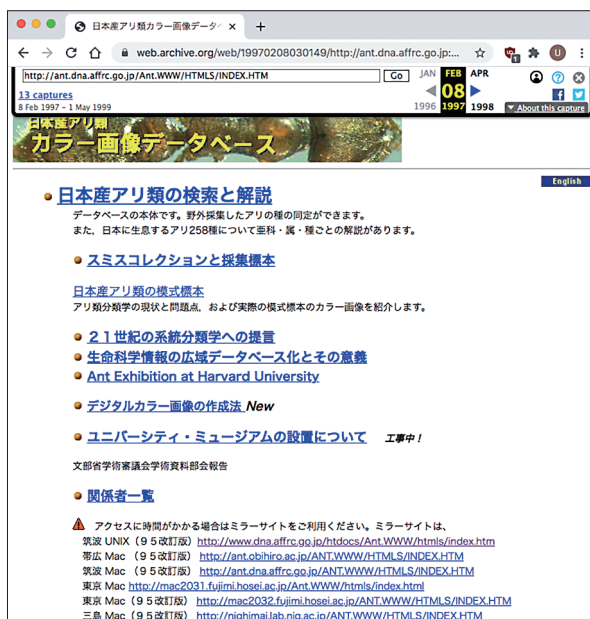 日本産アリ類カラー画像データベ
web.archive.org/web/19970208030149/http://ant.dna.affrc.go.jp:...
U
http://ant.dna.affrc.go.jp/Ant.WWW/HTMLS/INDEX.HTM
Go
JAN FEB APR
13 captures
08
8 Feb 1997 – 1 May 1999
1996 1997 1998
▼ About this capture
日本産アリ類
カラー画像データベース
English
日本産アリ類の検索と解説
データベースの本体です。野外採集したアリの種の同定ができます。
また、日本に生息するアリ258種について亜科・属・種ごとの解説があります。
スミスコレクションと採集標本
日本産アリ類の模式標本
アリ分類学の現状と問題点、および実際の模式標本のカラー画像を紹介します。
21世紀の系統分類学への提言
生命科学情報の広域データベース化とその意義
Ant Exhibition at Harvard University
デジタルカラー画像の作成法 New
ユニバーシティ・ミュージアムの設置について 工事中！
文部省学術審議会学術資料部会報告
関係者一覧
アクセスに時間がかかる場合はミラーサイトをご利用ください。ミラーサイトは、
筑波 UNIX（９５改訂版）http://www.dna.affrc.go.jp/htdocs/Ant.WWW/htmls/index.htm
帯広 Mac （９５改訂版） http://ant.obihiro.ac.jp/ANT.WWW/HTMLS/INDEX.HTM
筑波 Mac （９５改訂版） http://ant.dna.affrc.go.jp/ANT.WWW/HTMLS/INDEX.HTM
東京 Mac http://mac2031.fujimi.hosei.ac.jp/Ant.WWW/htmls/index.html
東京 Mac（９５改訂版） http://mac2032.fujimi.hosei.ac.jp/ANT.WWW/HTMLS/INDEX.HTM
三島 Mac（９５改訂版） http://nighimai.lab.nig.ac.jp/ANT.WWW/HTMLS/INDEX.HTM